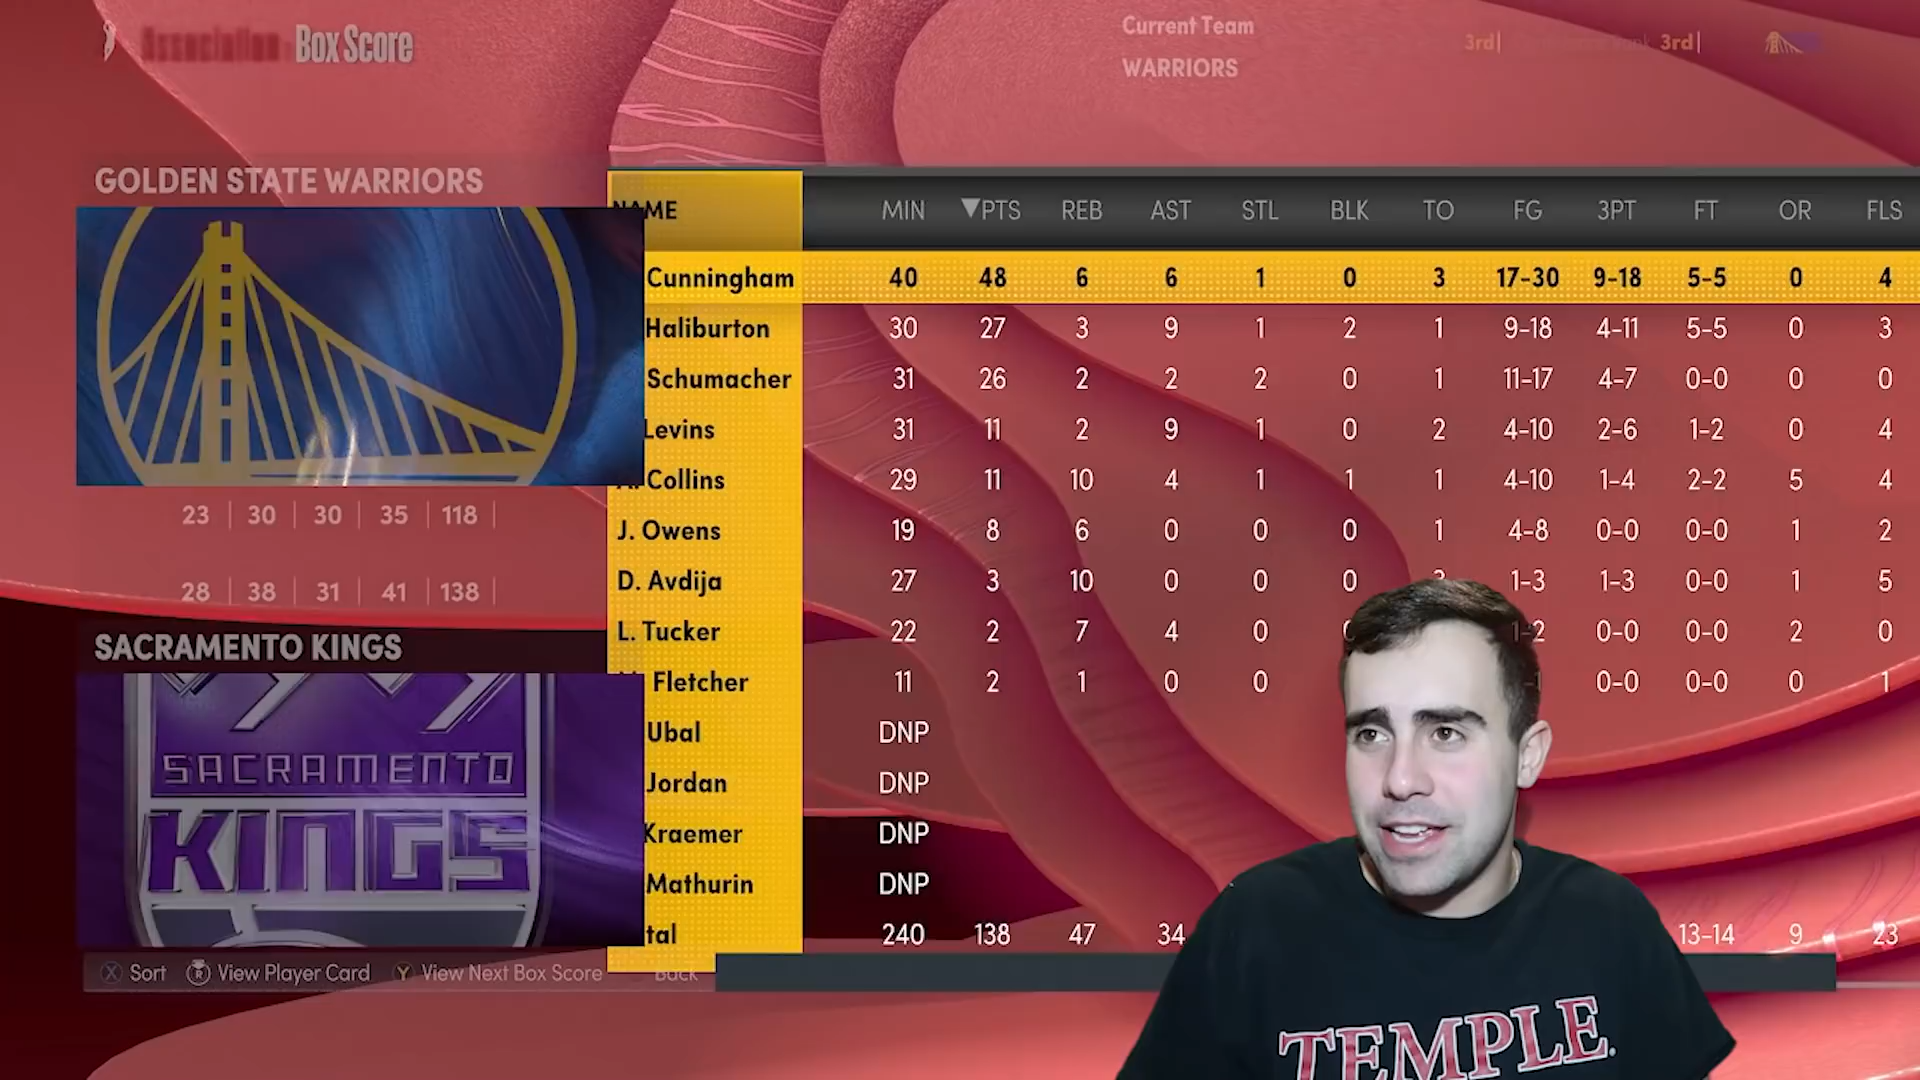 Box Score
Current Team
WARRIORS
3rd
3rd
GOLDEN STATE WARRIORS
23 30 30 35 118
28 38 31 41 138
SACRAMENTO KINGS
SACRAMENTO
KINGS
NAME MIN ▼PTS REB AST STL BLK TO FG 3PT FT OR FLS
Cunningham 40 48 6 6 1 0 3 17-30 9-18 5-5 0 4
Haliburton 30 27 3 9 1 2 1 9-18 4-11 5-5 0 3
Schumacher 31 26 2 2 2 0 1 11-17 4-7 0-0 0 0
Levins 31 11 2 9 1 0 2 4-10 2-6 1-2 0 4
Collins 29 11 10 4 1 1 1 4-10 1-4 2-2 5 4
J. Owens 19 8 6 0 0 0 1 4-8 0-0 0-0 1 2
D. Avdija 27 3 10 0 0 0 1-3 1-3 0-0 1 5
L. Tucker 22 2 7 4 0 1-2 0-0 0-0 2 0
Fletcher 11 2 1 0 0 0-0 0-0 0 1
Ubal DNP
Jordan DNP
Kraemer DNP
Mathurin DNP
tal 240 138 47 34 13-14 9 23
X Sort R View Player Card Y View Next Box Score Back
TEMPLE